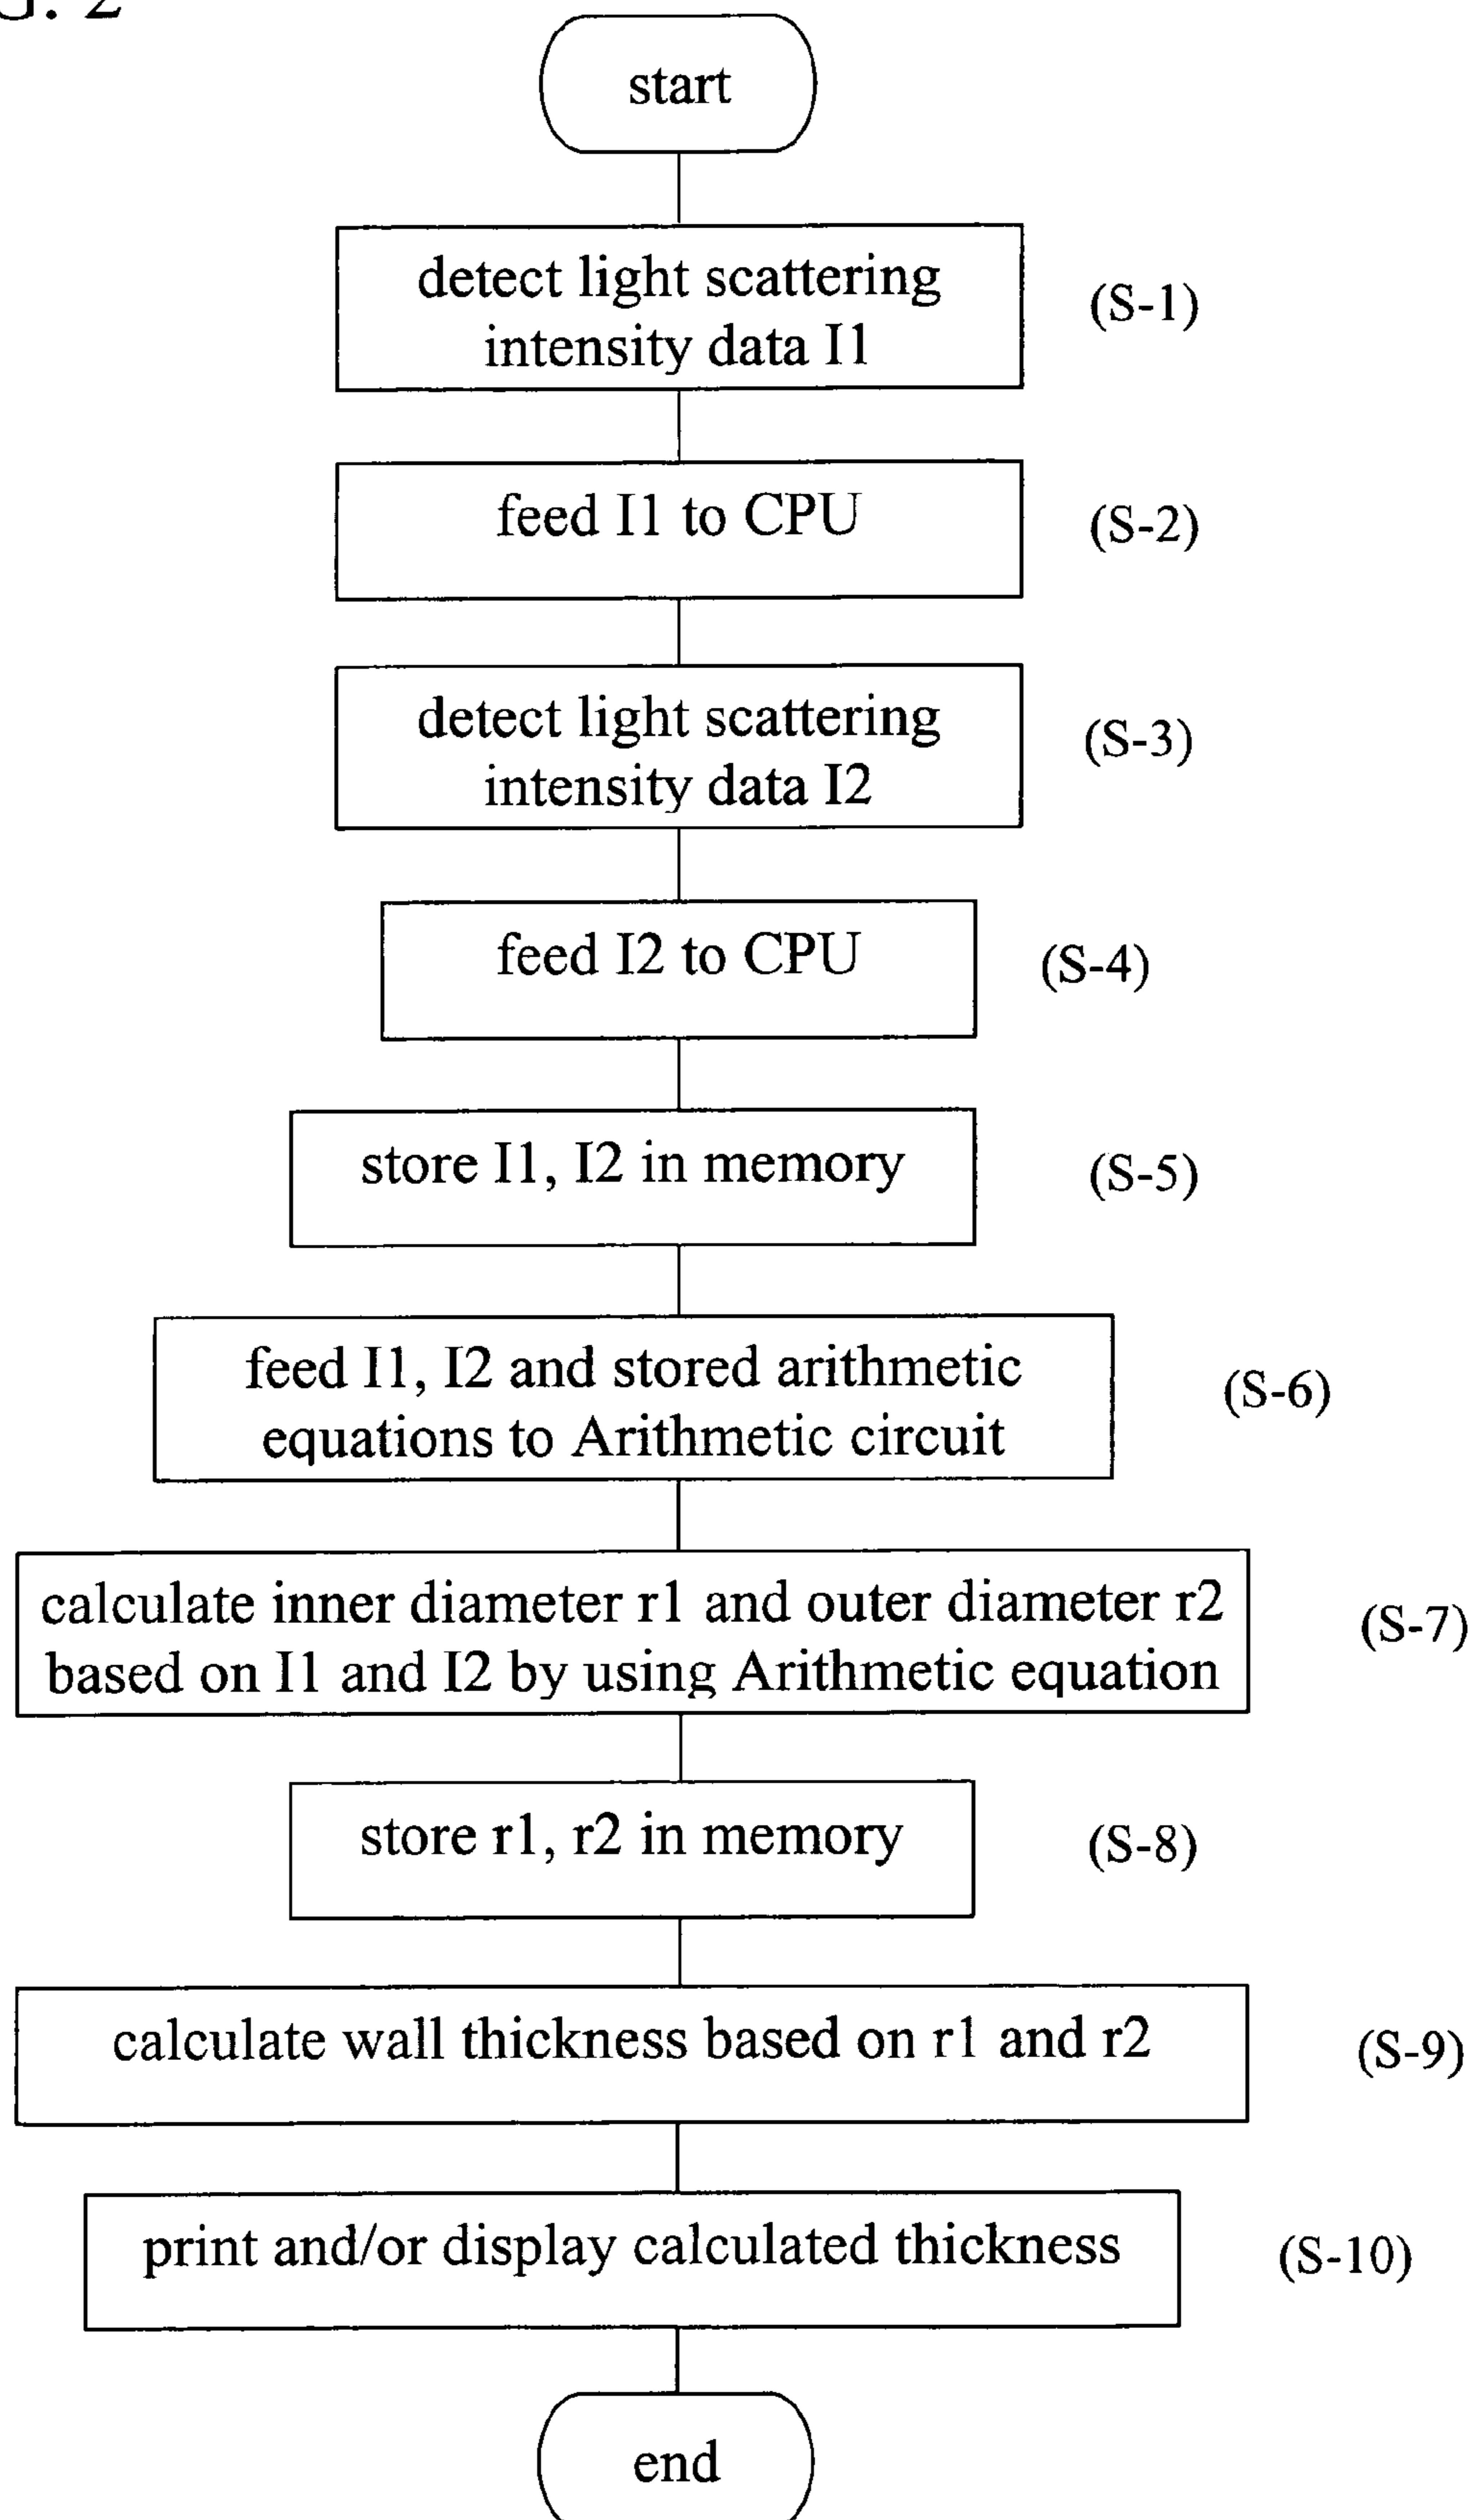 G. 2
start
detect light scattering
intensity data I1
(S-1)
feed I1 to CPU
(S-2)
detect light scattering
intensity data I2
(S-3)
feed I2 to CPU
(S-4)
store I1, I2 in memory
(S-5)
feed I1, I2 and stored arithmetic
equations to Arithmetic circuit
(S-6)
calculate inner diameter r1 and outer diameter r2
based on I1 and I2 by using Arithmetic equation
(S-7)
store r1, r2 in memory
(S-8)
calculate wall thickness based on r1 and r2
(S-9)
print and/or display calculated thickness
(S-10)
end